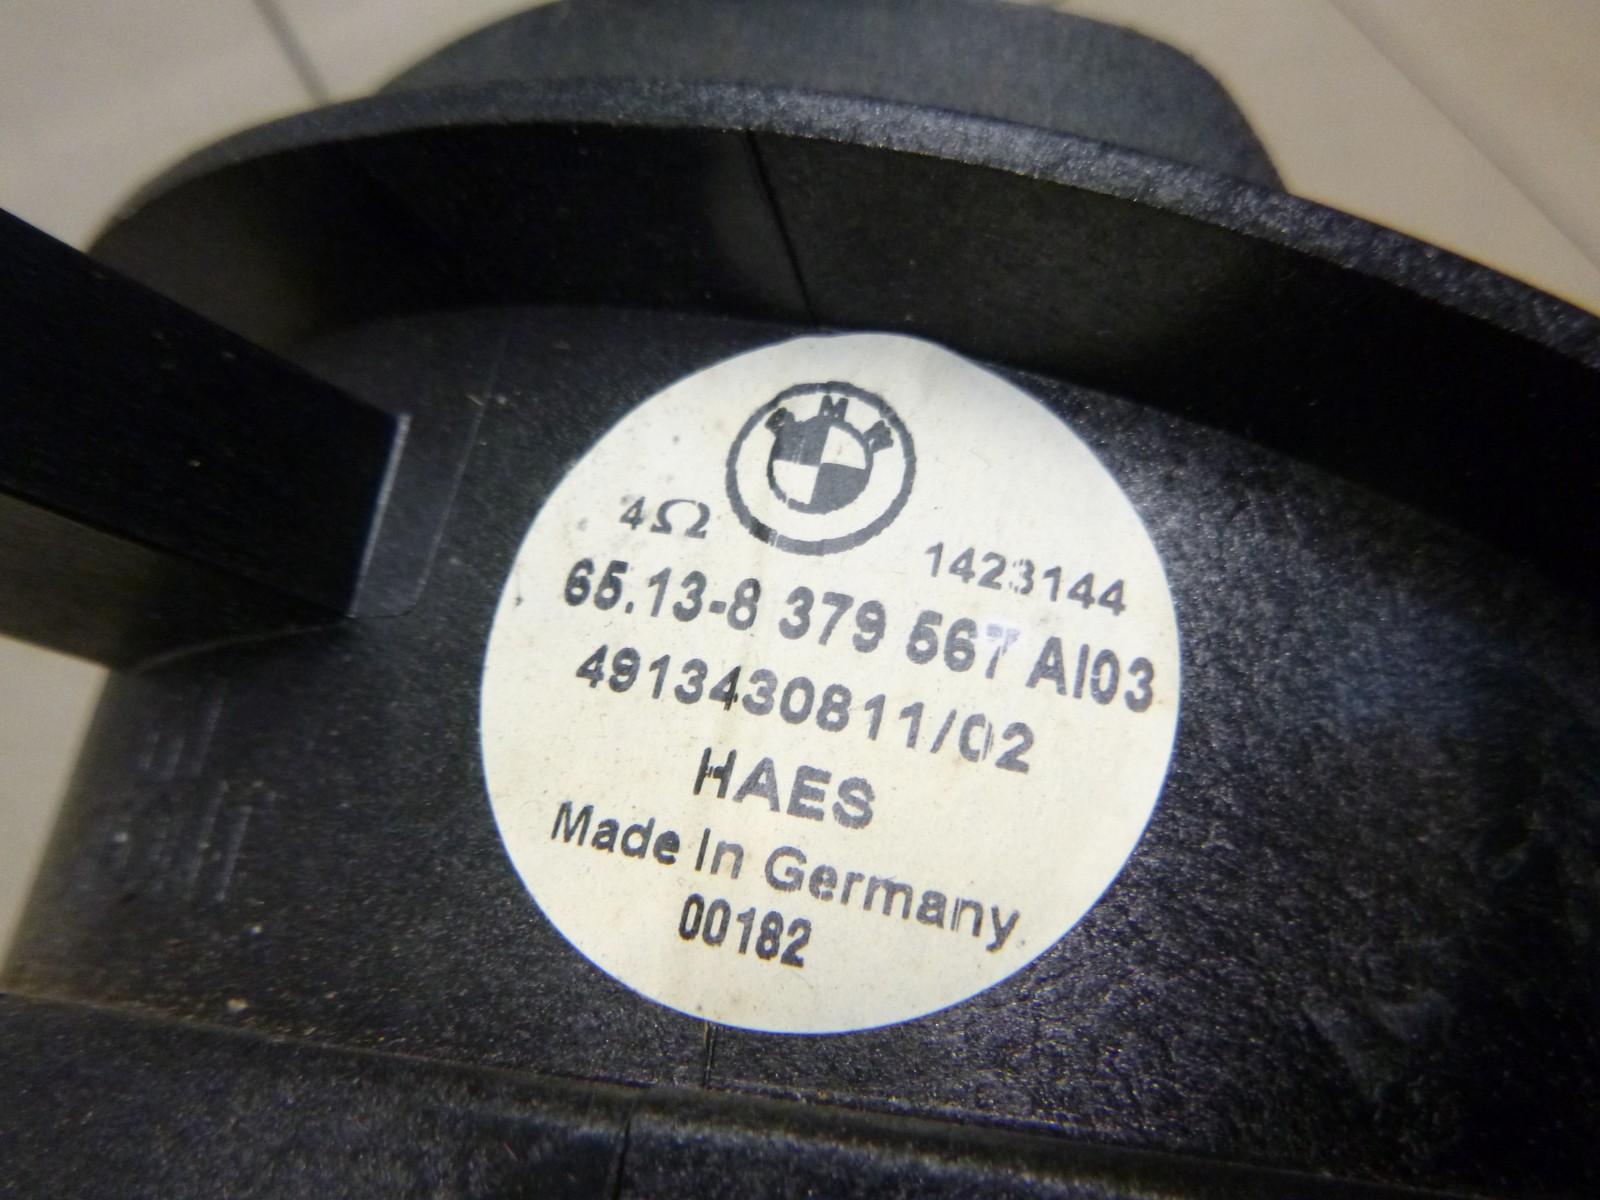 BMW
4Ω
1423144
65.13-8 379 567 AI03
4913430811/02
HAES
Made In Germany
00182